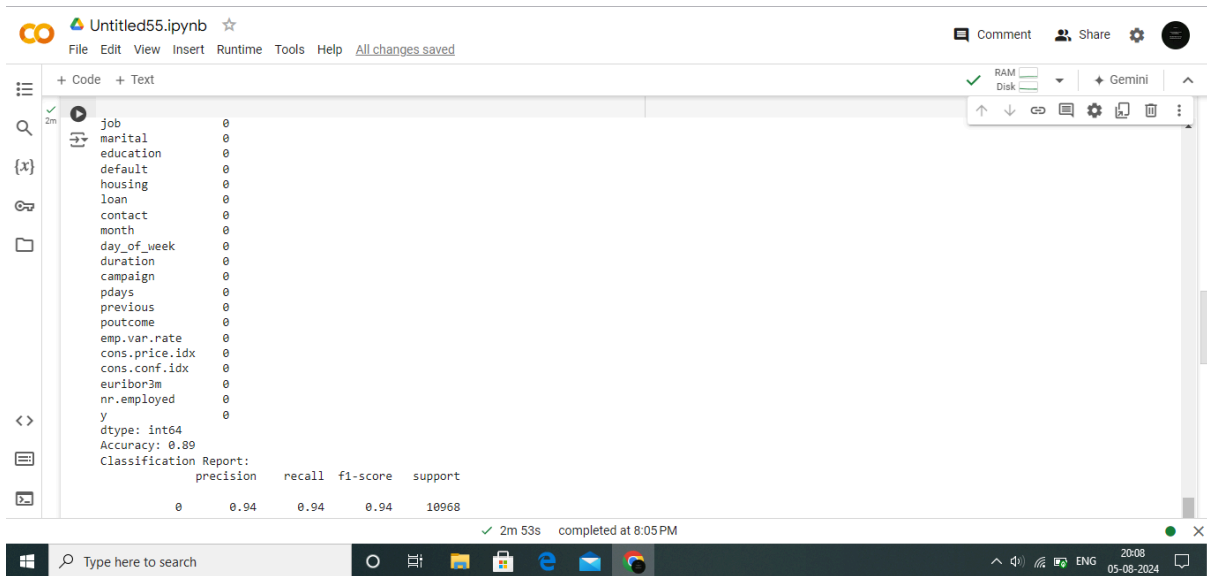 Untitled55.ipynb
File Edit View Insert Runtime Tools Help All changes saved
Comment Share
+ Code + Text
RAM
Disk
Gemini
2m
{x}
job 0
marital 0
education 0
default 0
housing 0
loan 0
contact 0
month 0
day_of_week 0
duration 0
campaign 0
pdays 0
previous 0
poutcome 0
emp.var.rate 0
cons.price.idx 0
cons.conf.idx 0
euribor3m 0
nr.employed 0
y 0
dtype: int64
Accuracy: 0.89
Classification Report:
precision recall f1-score support
0 0.94 0.94 0.94 10968
2m 53s completed at 8:05 PM
Type here to search
ENG
20:08
05-08-2024